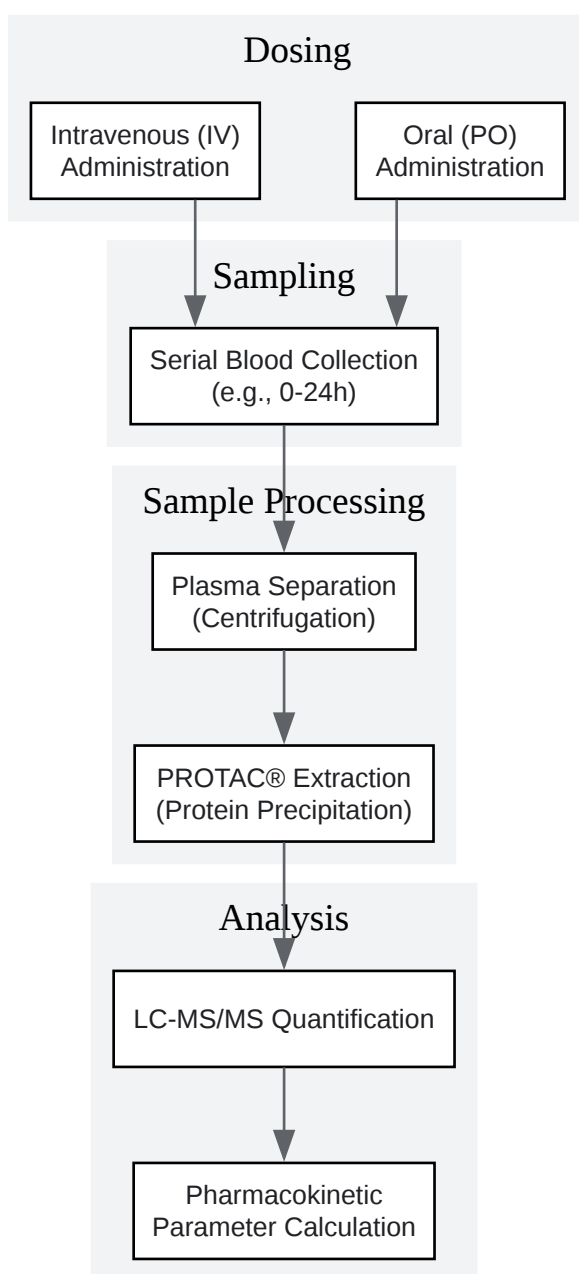 Dosing
Intravenous (IV)
Administration
Oral (PO)
Administration
Sampling
Serial Blood Collection
(e.g., 0-24h)
Sample Processing
Plasma Separation
(Centrifugation)
PROTAC® Extraction
(Protein Precipitation)
Analysis
LC-MS/MS Quantification
Pharmacokinetic
Parameter Calculation